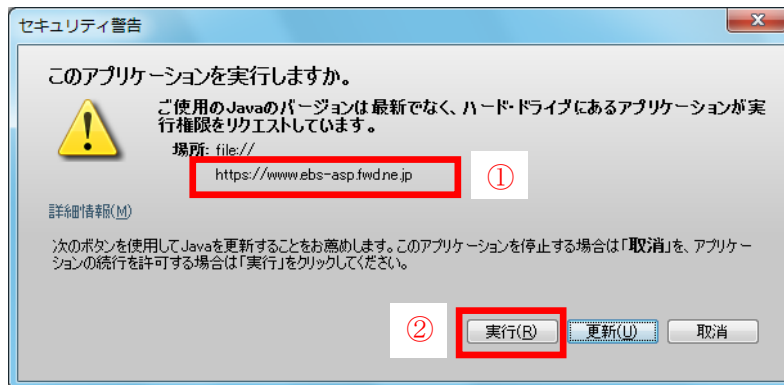 セキュリティ警告
このアプリケーションを実行しますか。
ご使用のJavaのバージョンは最新でなく、ハード・ドライブにあるアプリケーションが実
行権限をリクエストしています。
場所: file://
https://www.ebs-asp.fwd.ne.jp
①
詳細情報(M)
次のボタンを使用してJavaを更新することをお薦めします。このアプリケーションを停止する場合は「取消」を、アプリケー
ションの続行を許可する場合は「実行」をクリックしてください。
② 実行(R) 更新(U) 取消